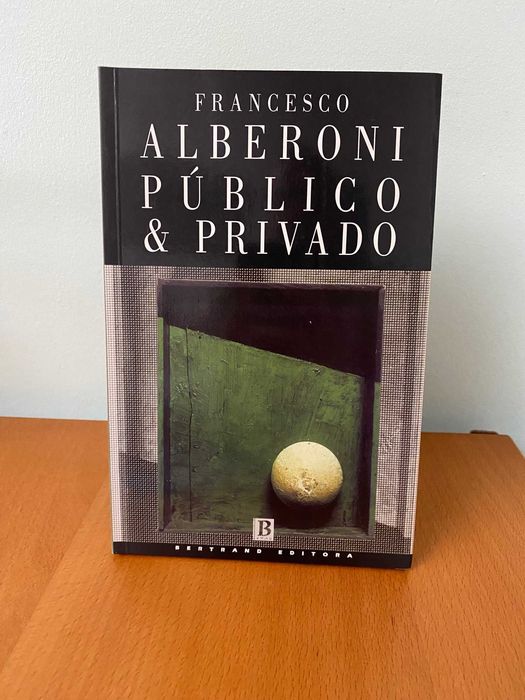 FRANCESCO
ALBERONI
PÚBLICO
& PRIVADO
B
BERTRAND EDITORA